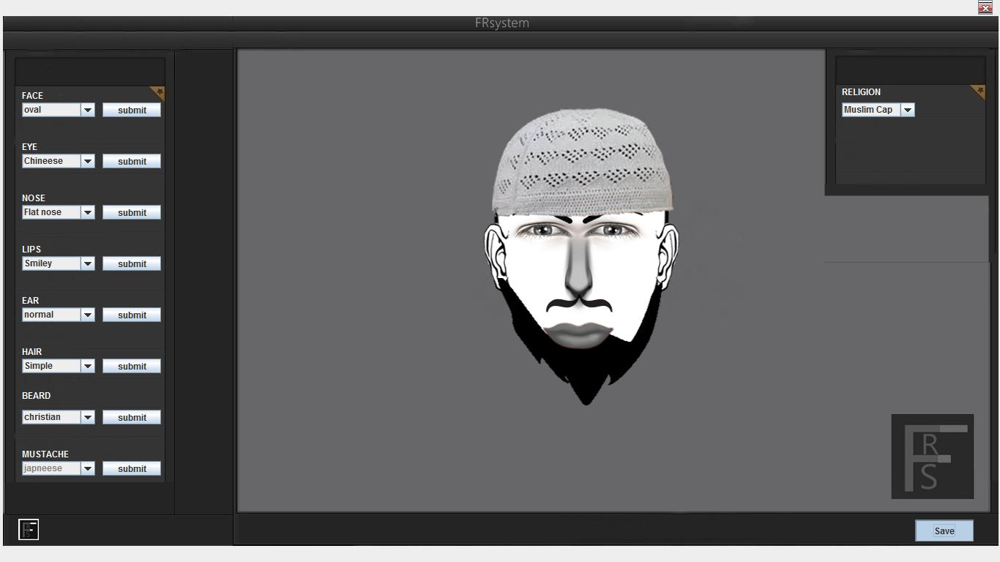 FRsystem
FACE
oval
submit
EYE
Chineese
submit
NOSE
Flat nose
submit
LIPS
Smiley
submit
EAR
normal
submit
HAIR
Simple
submit
BEARD
christian
submit
MUSTACHE
japneese
submit
RELIGION
Muslim Cap
FRS
FRS
Save